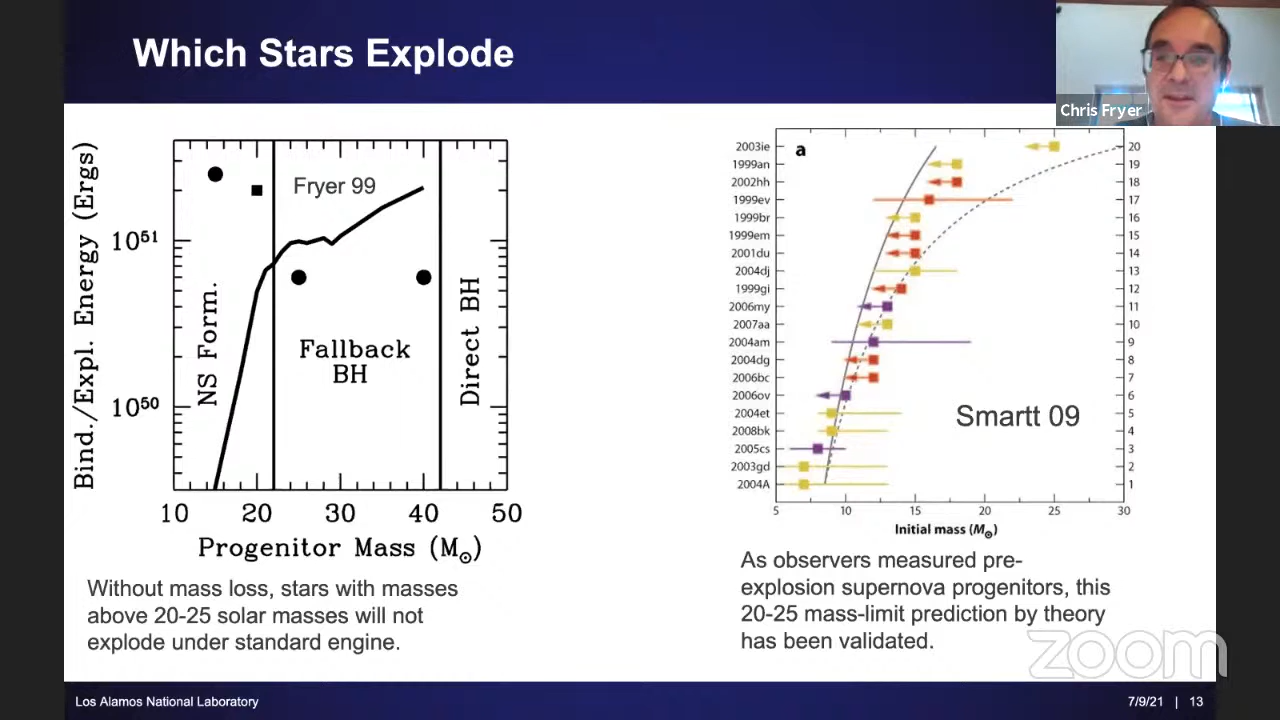 Which Stars Explode
Chris Fryer
Bind./Expl. Energy (Ergs)
10⁵¹
10⁵⁰
NS Form.
Fryer 99
Fallback
BH
Direct BH
10 20 30 40 50
Progenitor Mass (M☉)
Without mass loss, stars with masses
above 20-25 solar masses will not
explode under standard engine.
a
2003ie 20
1999an 19
2002hh 18
1999ev 17
1999br 16
1999em 15
2001du 14
2004dj 13
1999gi 12
2006my 11
2007aa 10
2004am 9
2004dg 8
2006bc 7
2006ov 6
2004et 5
2008bk 4
2005cs 3
2003gd 2
2004A 1
Smartt 09
5 10 15 20 25 30
Initial mass (M☉)
As observers measured pre-
explosion supernova progenitors, this
20-25 mass-limit prediction by theory
has been validated.
zoom
Los Alamos National Laboratory
7/9/21 | 13